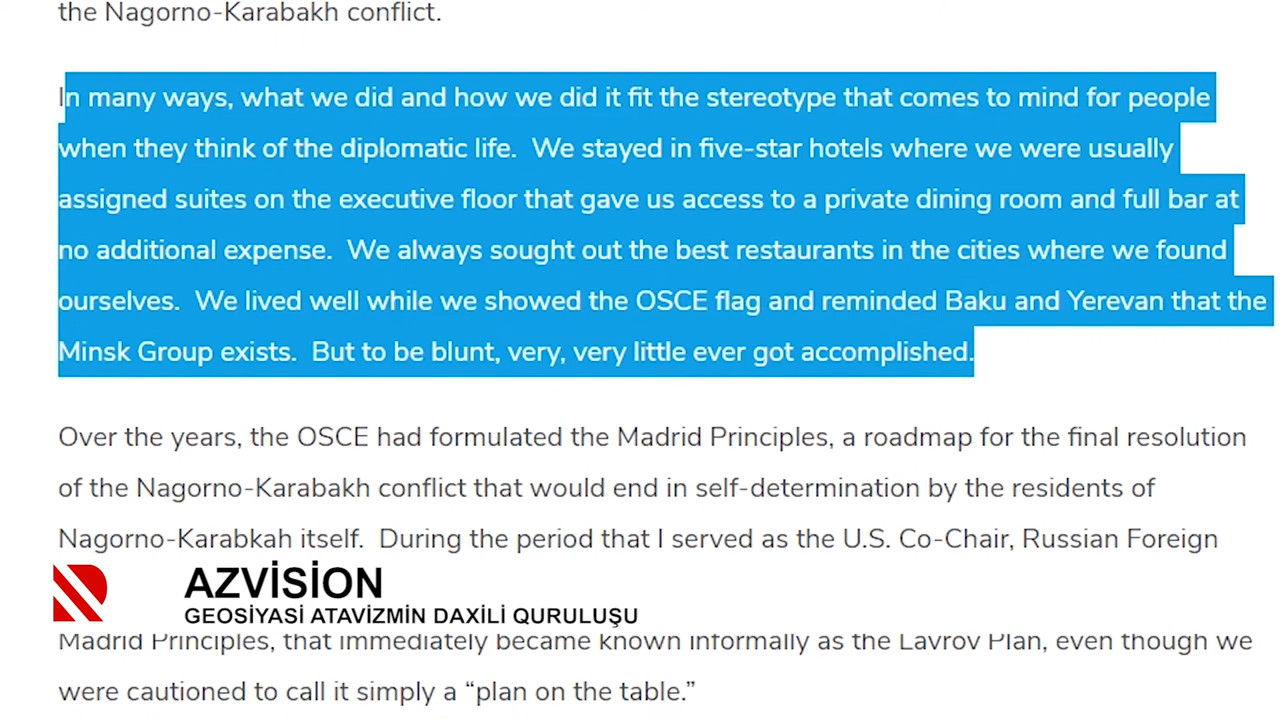 the Nagorno-Karabakh conflict.
In many ways, what we did and how we did it fit the stereotype that comes to mind for people
when they think of the diplomatic life.  We stayed in five-star hotels where we were usually
assigned suites on the executive floor that gave us access to a private dining room and full bar at
no additional expense.  We always sought out the best restaurants in the cities where we found
ourselves.  We lived well while we showed the OSCE flag and reminded Baku and Yerevan that the
Minsk Group exists.  But to be blunt, very, very little ever got accomplished.
Over the years, the OSCE had formulated the Madrid Principles, a roadmap for the final resolution
of the Nagorno-Karabakh conflict that would end in self-determination by the residents of
Nagorno-Karabkah itself.  During the period that I served as the U.S. Co-Chair, Russian Foreign
AZVİSİON
GEOSİYASİ ATAVİZMİN DAXİLİ QURULUŞU
Madrid Principles, that immediately became known informally as the Lavrov Plan, even though we
were cautioned to call it simply a “plan on the table.”